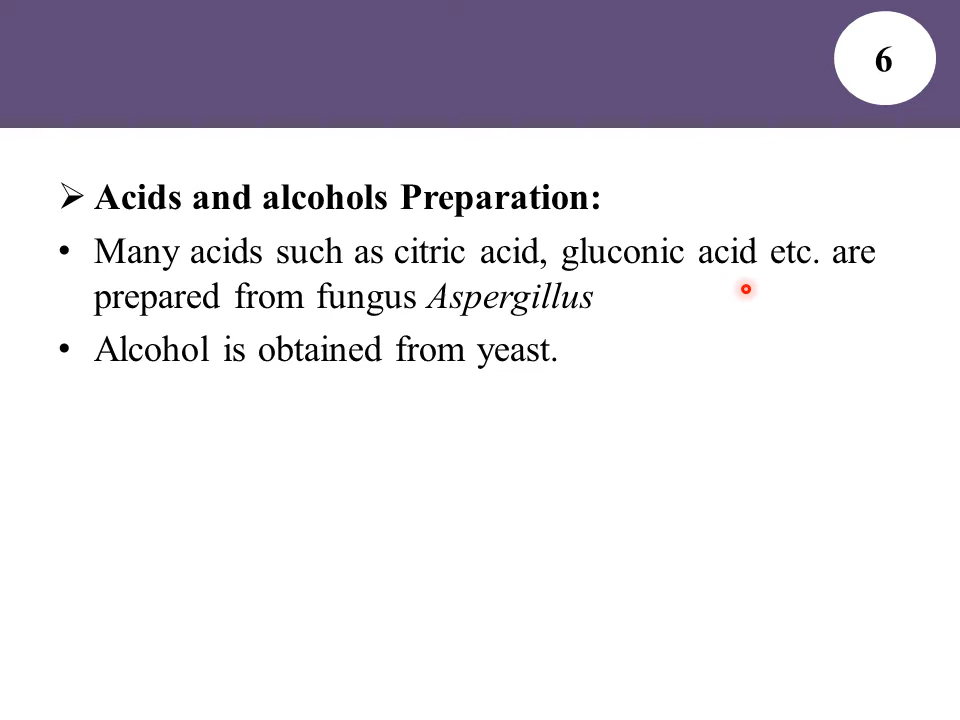 6
➢ Acids and alcohols Preparation:
• Many acids such as citric acid, gluconic acid etc. are
prepared from fungus Aspergillus
• Alcohol is obtained from yeast.